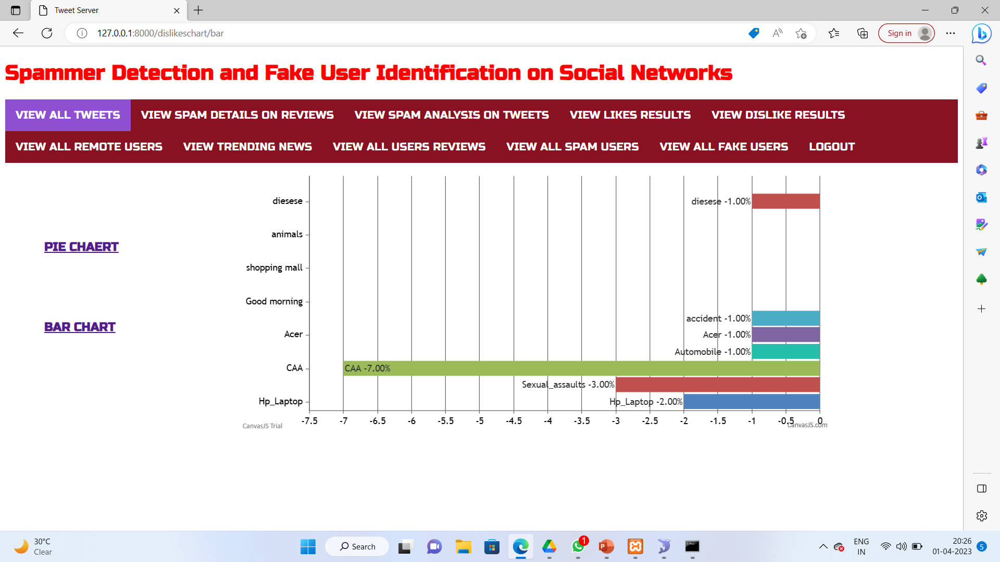 Tweet Server
127.0.0.1:8000/dislikeschart/bar
Sign in
Spammer Detection and Fake User Identification on Social Networks
VIEW ALL TWEETS VIEW SPAM DETAILS ON REVIEWS VIEW SPAM ANALYSIS ON TWEETS VIEW LIKES RESULTS VIEW DISLIKE RESULTS
VIEW ALL REMOTE USERS VIEW TRENDING NEWS VIEW ALL USERS REVIEWS VIEW ALL SPAM USERS VIEW ALL FAKE USERS LOGOUT
PIE CHAERT
BAR CHART
diesese
animals
shopping mall
Good morning
Acer
CAA
Hp_Laptop
diesese -1.00%
accident -1.00%
Acer -1.00%
Automobile -1.00%
CAA -7.00%
Sexual_assaults -3.00%
Hp_Laptop -2.00%
-7.5 -7 -6.5 -6 -5.5 -5 -4.5 -4 -3.5 -3 -2.5 -2 -1.5 -1 -0.5 0
CanvasJS Trial
CanvasJS.com
30°C
Clear
Search
1
ENG
IN
20:26
01-04-2023
5